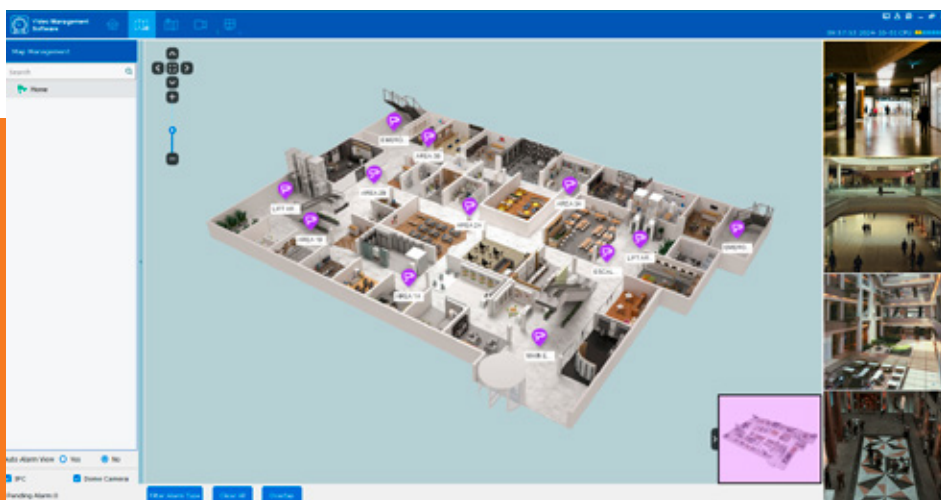 Video Management
Software
Map Management
Search
Home
EMERG...
AREA 3B
AREA 2B
AREA 3A
LIFT AR...
AREA 2A
AREA 1B
EMERG...
LIFT AR...
ESCAL...
AREA 1A
MAIN E...
Auto Alarm View Yes No
IPC Dome Camera
Pending Alarm:0
Filter Alarm Type Clear All Overlay